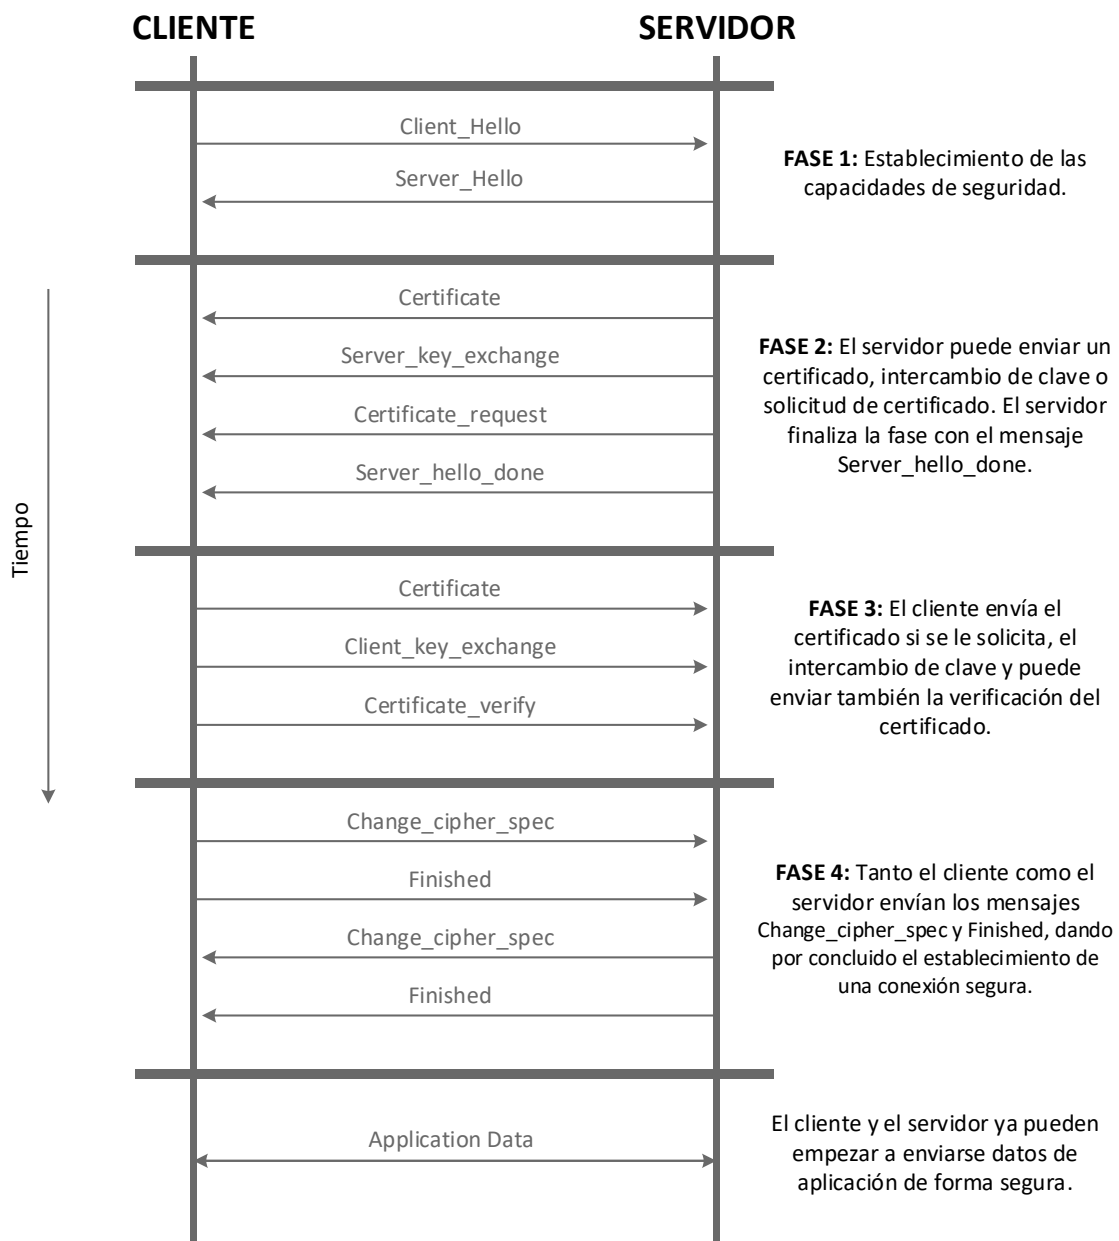 CLIENTE
SERVIDOR
Client_Hello
Server_Hello
FASE 1: Establecimiento de las
capacidades de seguridad.
Certificate
Server_key_exchange
Certificate_request
Server_hello_done
FASE 2: El servidor puede enviar un
certificado, intercambio de clave o
solicitud de certificado. El servidor
finaliza la fase con el mensaje
Server_hello_done.
Tiempo
Certificate
Client_key_exchange
Certificate_verify
FASE 3: El cliente envía el
certificado si se le solicita, el
intercambio de clave y puede
enviar también la verificación del
certificado.
Change_cipher_spec
Finished
Change_cipher_spec
Finished
FASE 4: Tanto el cliente como el
servidor envían los mensajes
Change_cipher_spec y Finished, dando
por concluido el establecimiento de
una conexión segura.
Application Data
El cliente y el servidor ya pueden
empezar a enviarse datos de
aplicación de forma segura.